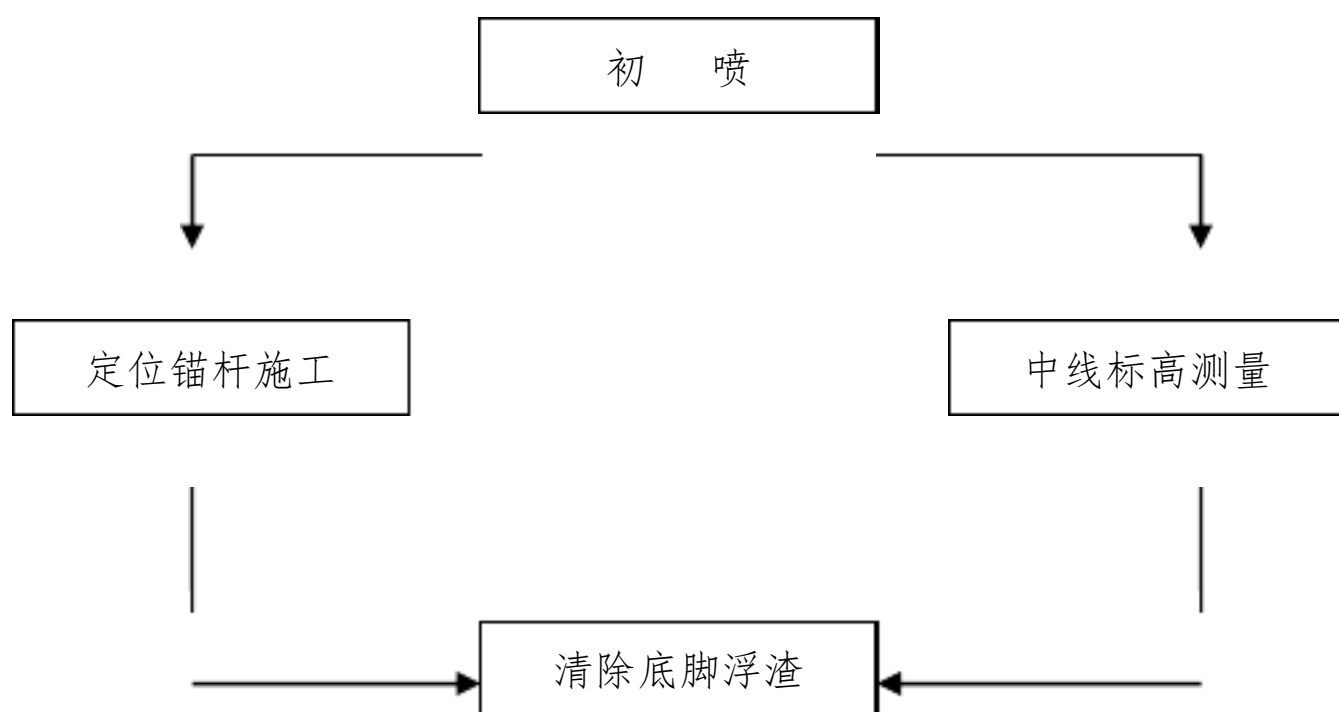 初 喷
定位锚杆施工
中线标高测量
清除底脚浮渣